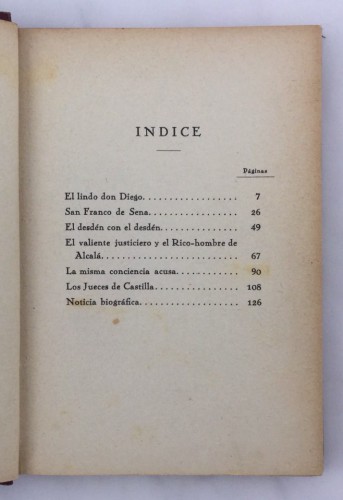 INDICE
Páginas
El lindo don Diego. . . . . . . . . . . . . . . . . . 7
San Franco de Sena. . . . . . . . . . . . . . . . . 26
El desdén con el desdén. . . . . . . . . . . . . . . 49
El valiente justiciero y el Rico-hombre de
Alcalá. . . . . . . . . . . . . . . . . . . . . . . 67
La misma conciencia acusa. . . . . . . . . . . . . 90
Los Jueces de Castilla. . . . . . . . . . . . . . . . 108
Noticia biográfica. . . . . . . . . . . . . . . . . . 126